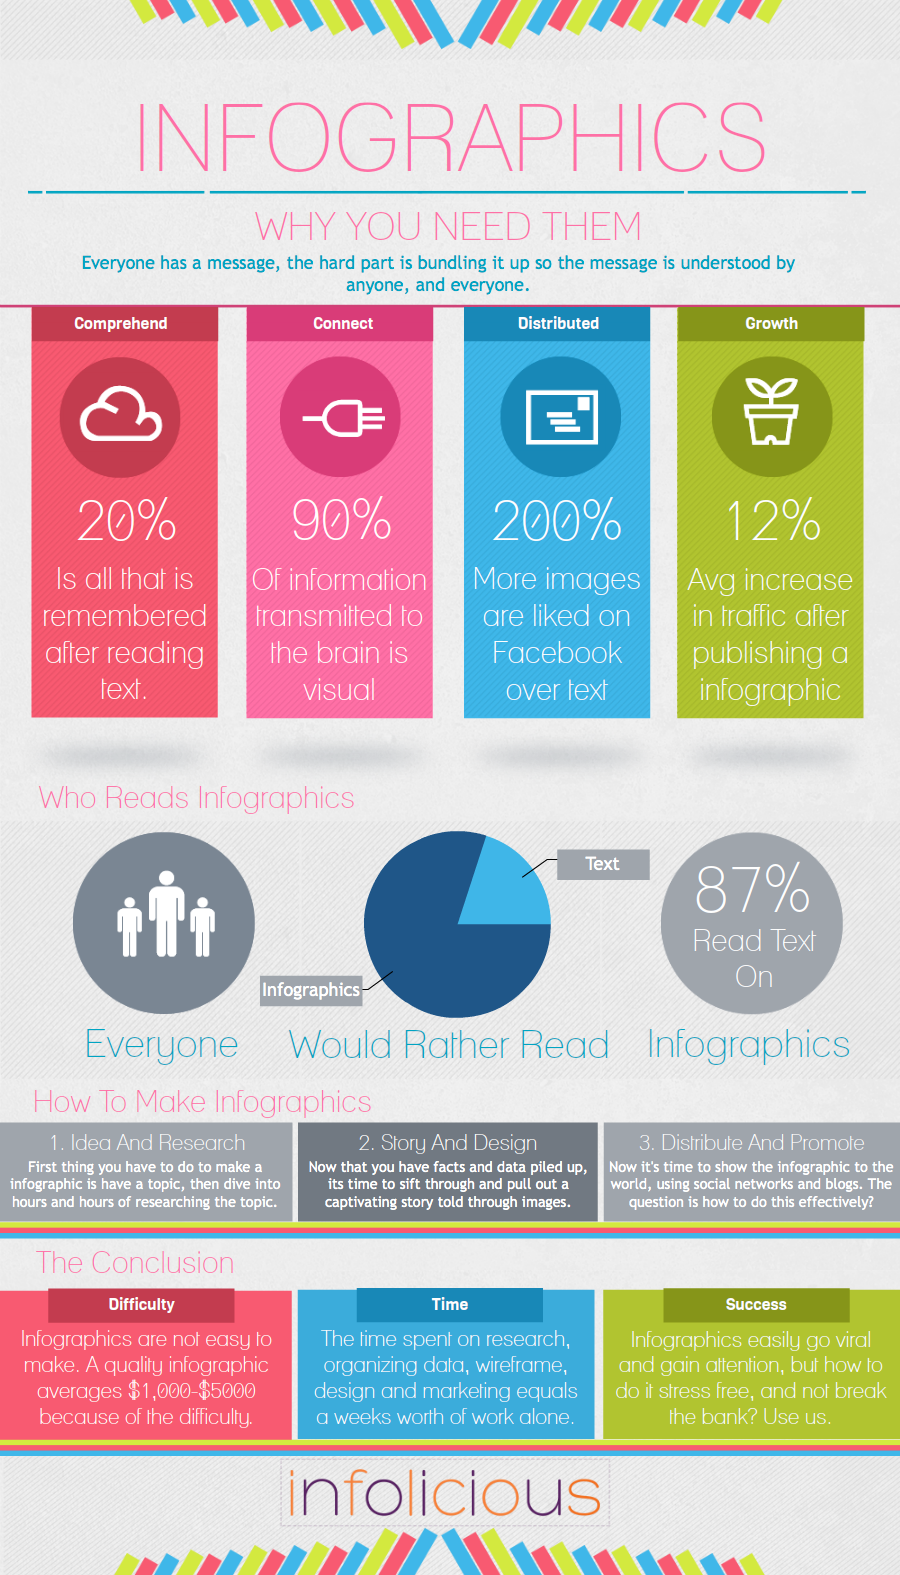 INFOGRAPHICS
WHY YOU NEED THEM
Everyone has a message, the hard part is bundling it up so the message is understood by
anyone, and everyone.
Comprehend
20%
Is all that is
remembered
after reading
text.
Connect
90%
Of information
transmitted to
the brain is
visual
Distributed
200%
More images
are liked on
Facebook
over text
Growth
12%
Avg increase
in traffic after
publishing a
infographic
Who Reads Infographics
Everyone
Text
Infographics
Would Rather Read
87%
Read Text
On
Infographics
How To Make Infographics
1. Idea And Research
First thing you have to do to make a
infographic is have a topic, then dive into
hours and hours of researching the topic.
2. Story And Design
Now that you have facts and data piled up,
its time to sift through and pull out a
captivating story told through images.
3. Distribute And Promote
Now it's time to show the infographic to the
world, using social networks and blogs. The
question is how to do this effectively?
The Conclusion
Difficulty
Infographics are not easy to
make. A quality infographic
averages $1,000-$5000
because of the difficulty.
Time
The time spent on research,
organizing data, wireframe,
design and marketing equals
a weeks worth of work alone.
Success
Infographics easily go viral
and gain attention, but how to
do it stress free, and not break
the bank? Use us.
infolicious